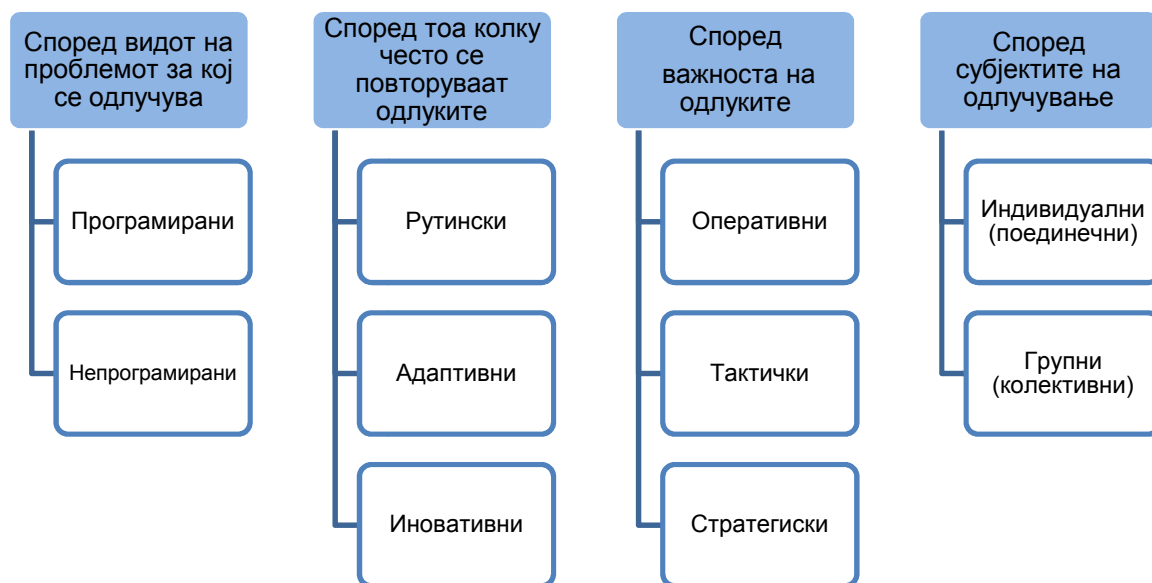 Според видот на
проблемот за кој
се одлучува
Програмирани
Непрограмирани
Според тоа колку
често се
повторуваат
одлуките
Рутински
Адаптивни
Иновативни
Според
важноста на
одлуките
Оперативни
Тактички
Стратегиски
Според
субјектите на
одлучување
Индивидуални
(поединечни)
Групни
(колективни)